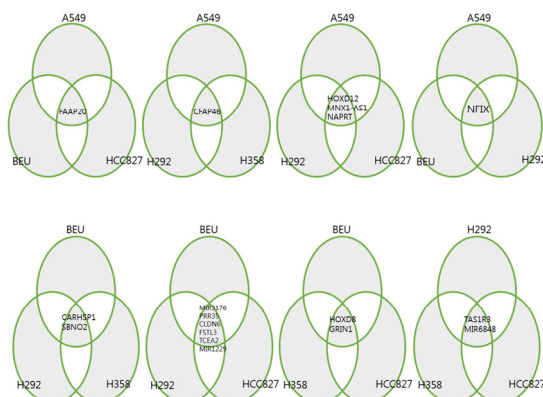 A549 A549 A549 A549
FAAP20
CFAP46
HOXD12
MNX1-AS1
NAPRT
NFIX
BEU HCC827 H292 H358 H292 HCC827 BEU H292
BEU BEU BEU H292
CARHSP1
SBNO2
MIR3176
PRR35
CLDN6
FSTL3
TCEA2
MIR1229
HOXD8
GRIN1
TAS1R3
MIR6848
H292 H358 H292 HCC827 H358 HCC827 H358 HCC827